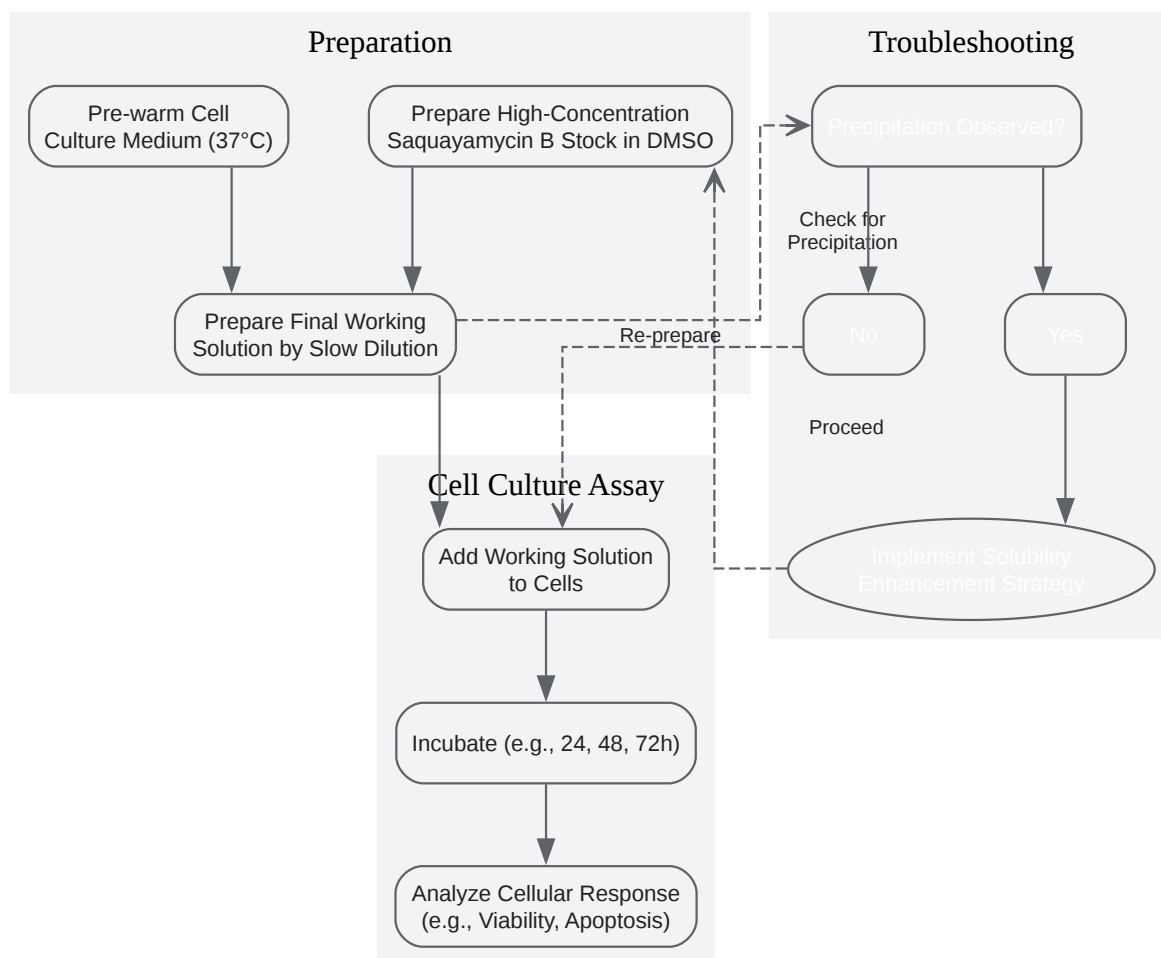 Preparation
Pre-warm Cell
Culture Medium (37°C)
Prepare High-Concentration
Saquayamycin B Stock in DMSO
Prepare Final Working
Solution by Slow Dilution
Troubleshooting
Precipitation Observed?
Check for
Precipitation
No
Yes
Re-prepare
Proceed
Implement Solubility
Enhancement Strategy
Cell Culture Assay
Add Working Solution
to Cells
Incubate (e.g., 24, 48, 72h)
Analyze Cellular Response
(e.g., Viability, Apoptosis)